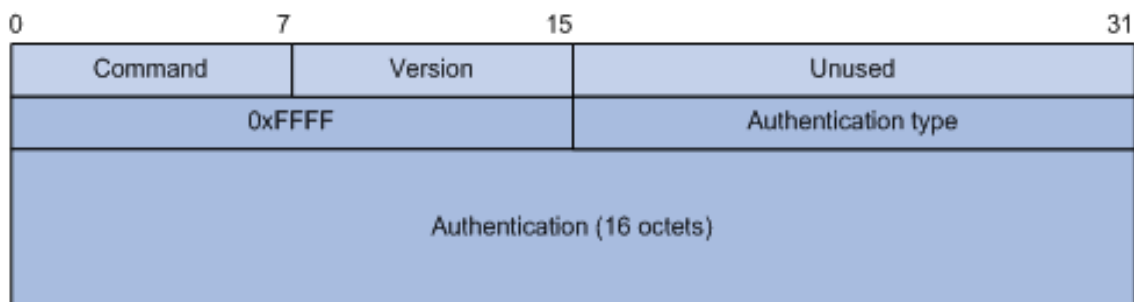 0 7 15 31
Command Version Unused
0xFFFF Authentication type
Authentication (16 octets)